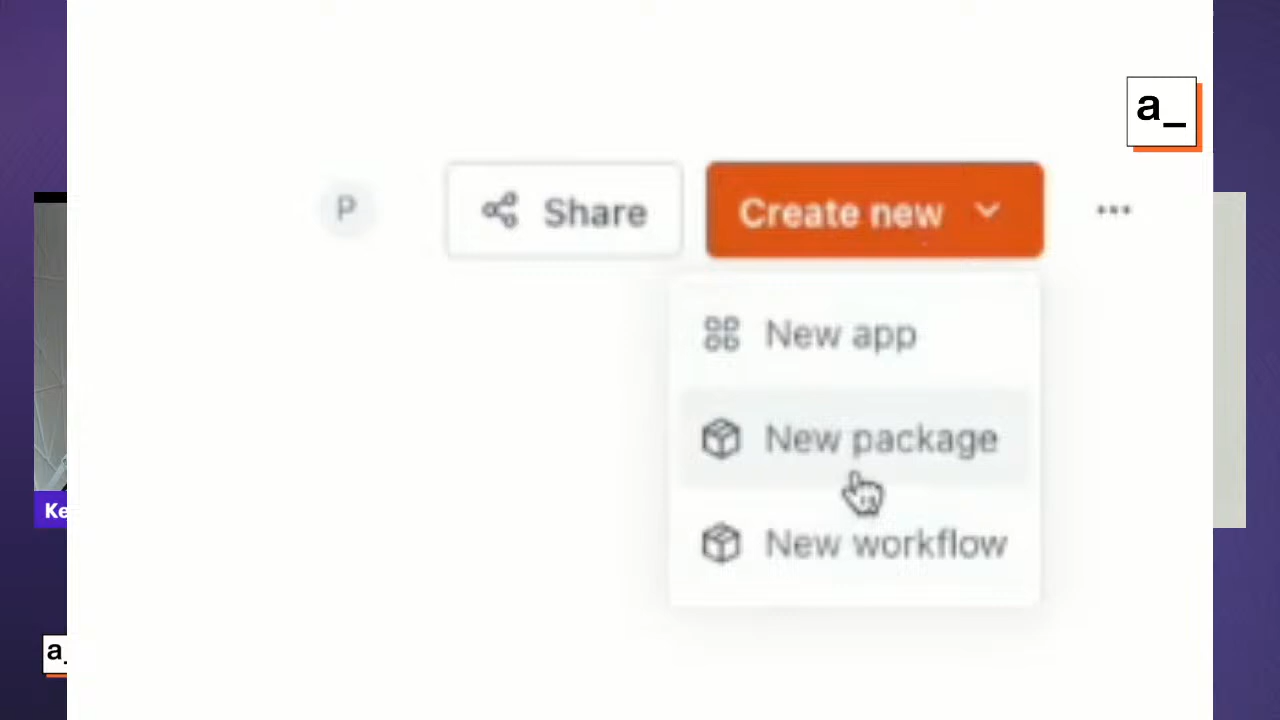 a_
P
Share
Create new
New app
New package
New workflow
Ke
a_